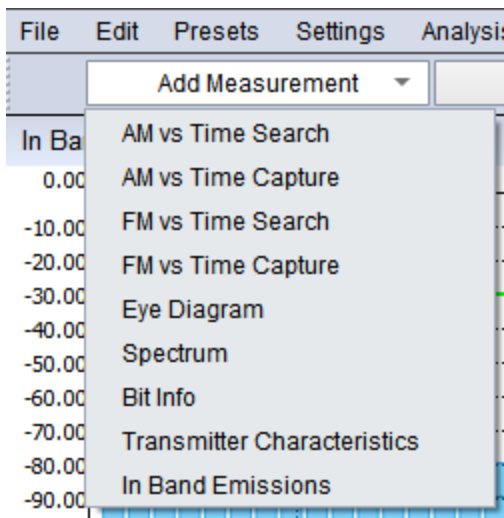 File Edit Presets Settings Analysis
Add Measurement
In Ba
AM vs Time Search
0.00
AM vs Time Capture
-10.00
FM vs Time Search
-20.00
FM vs Time Capture
-30.00
Eye Diagram
-40.00
Spectrum
-50.00
Bit Info
-60.00
Transmitter Characteristics
-70.00
In Band Emissions
-80.00
-90.00